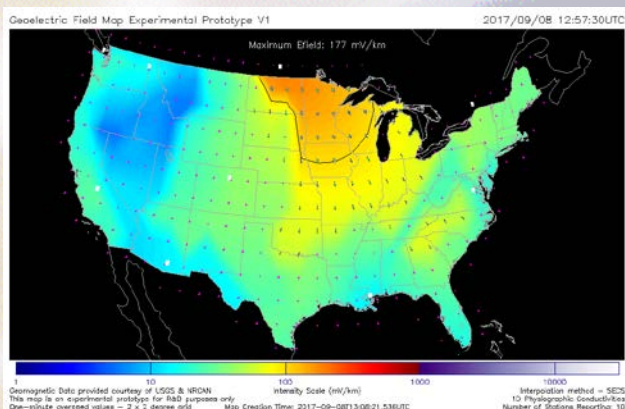 Geoelectric Field Map Experimental Prototype V1
2017/09/08 12:57:30UTC
Maximum Efield: 177 mV/km
1
10
100
1000
10000
Geomagnetic Data provided courtesy of USGS & NRCAN
Intensity Scale (mV/km)
Interpolation method = SECS
This map is an experimental prototype for R&D purposes only
1D Physiographic Conductivities
One-minute averaged values - 2 x 2 degree grid
Map Creation Time: 2017-09-08T13:08:21.536UTC
Number of Stations Reporting: 10